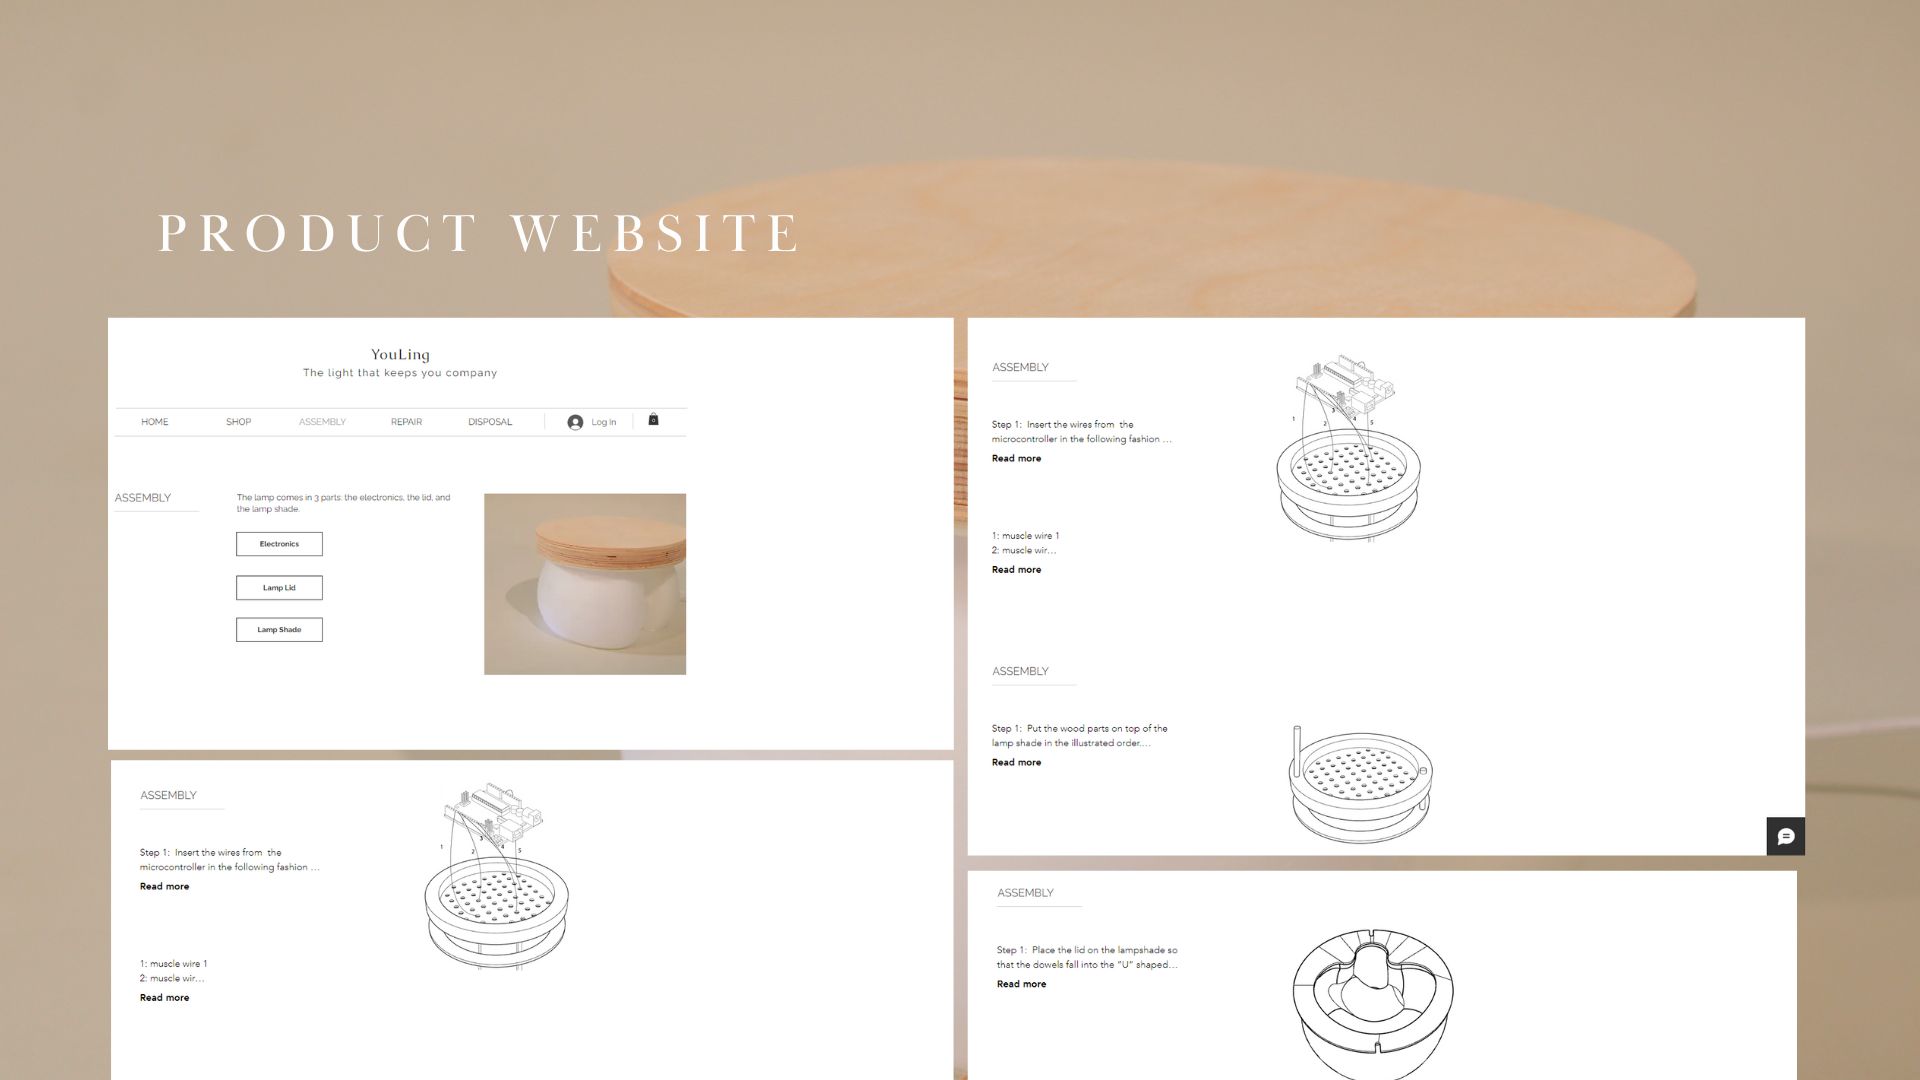 PRODUCT WEBSITE
YouLing
The light that keeps you company
HOME SHOP ASSEMBLY REPAIR DISPOSAL Log In 0
ASSEMBLY
The lamp comes in 3 parts: the electronics, the lid, and
the lamp shade.
Electronics
Lamp Lid
Lamp Shade
ASSEMBLY
Step 1: Insert the wires from the
microcontroller in the following fashion ...
Read more
1: muscle wire 1
2: muscle wir...
Read more
1 2 3 4 5
ASSEMBLY
Step 1: Insert the wires from the
microcontroller in the following fashion ...
Read more
1: muscle wire 1
2: muscle wir...
Read more
1 2 3 4 5
ASSEMBLY
Step 1: Put the wood parts on top of the
lamp shade in the illustrated order....
Read more
ASSEMBLY
Step 1: Place the lid on the lampshade so
that the dowels fall into the “U” shaped...
Read more